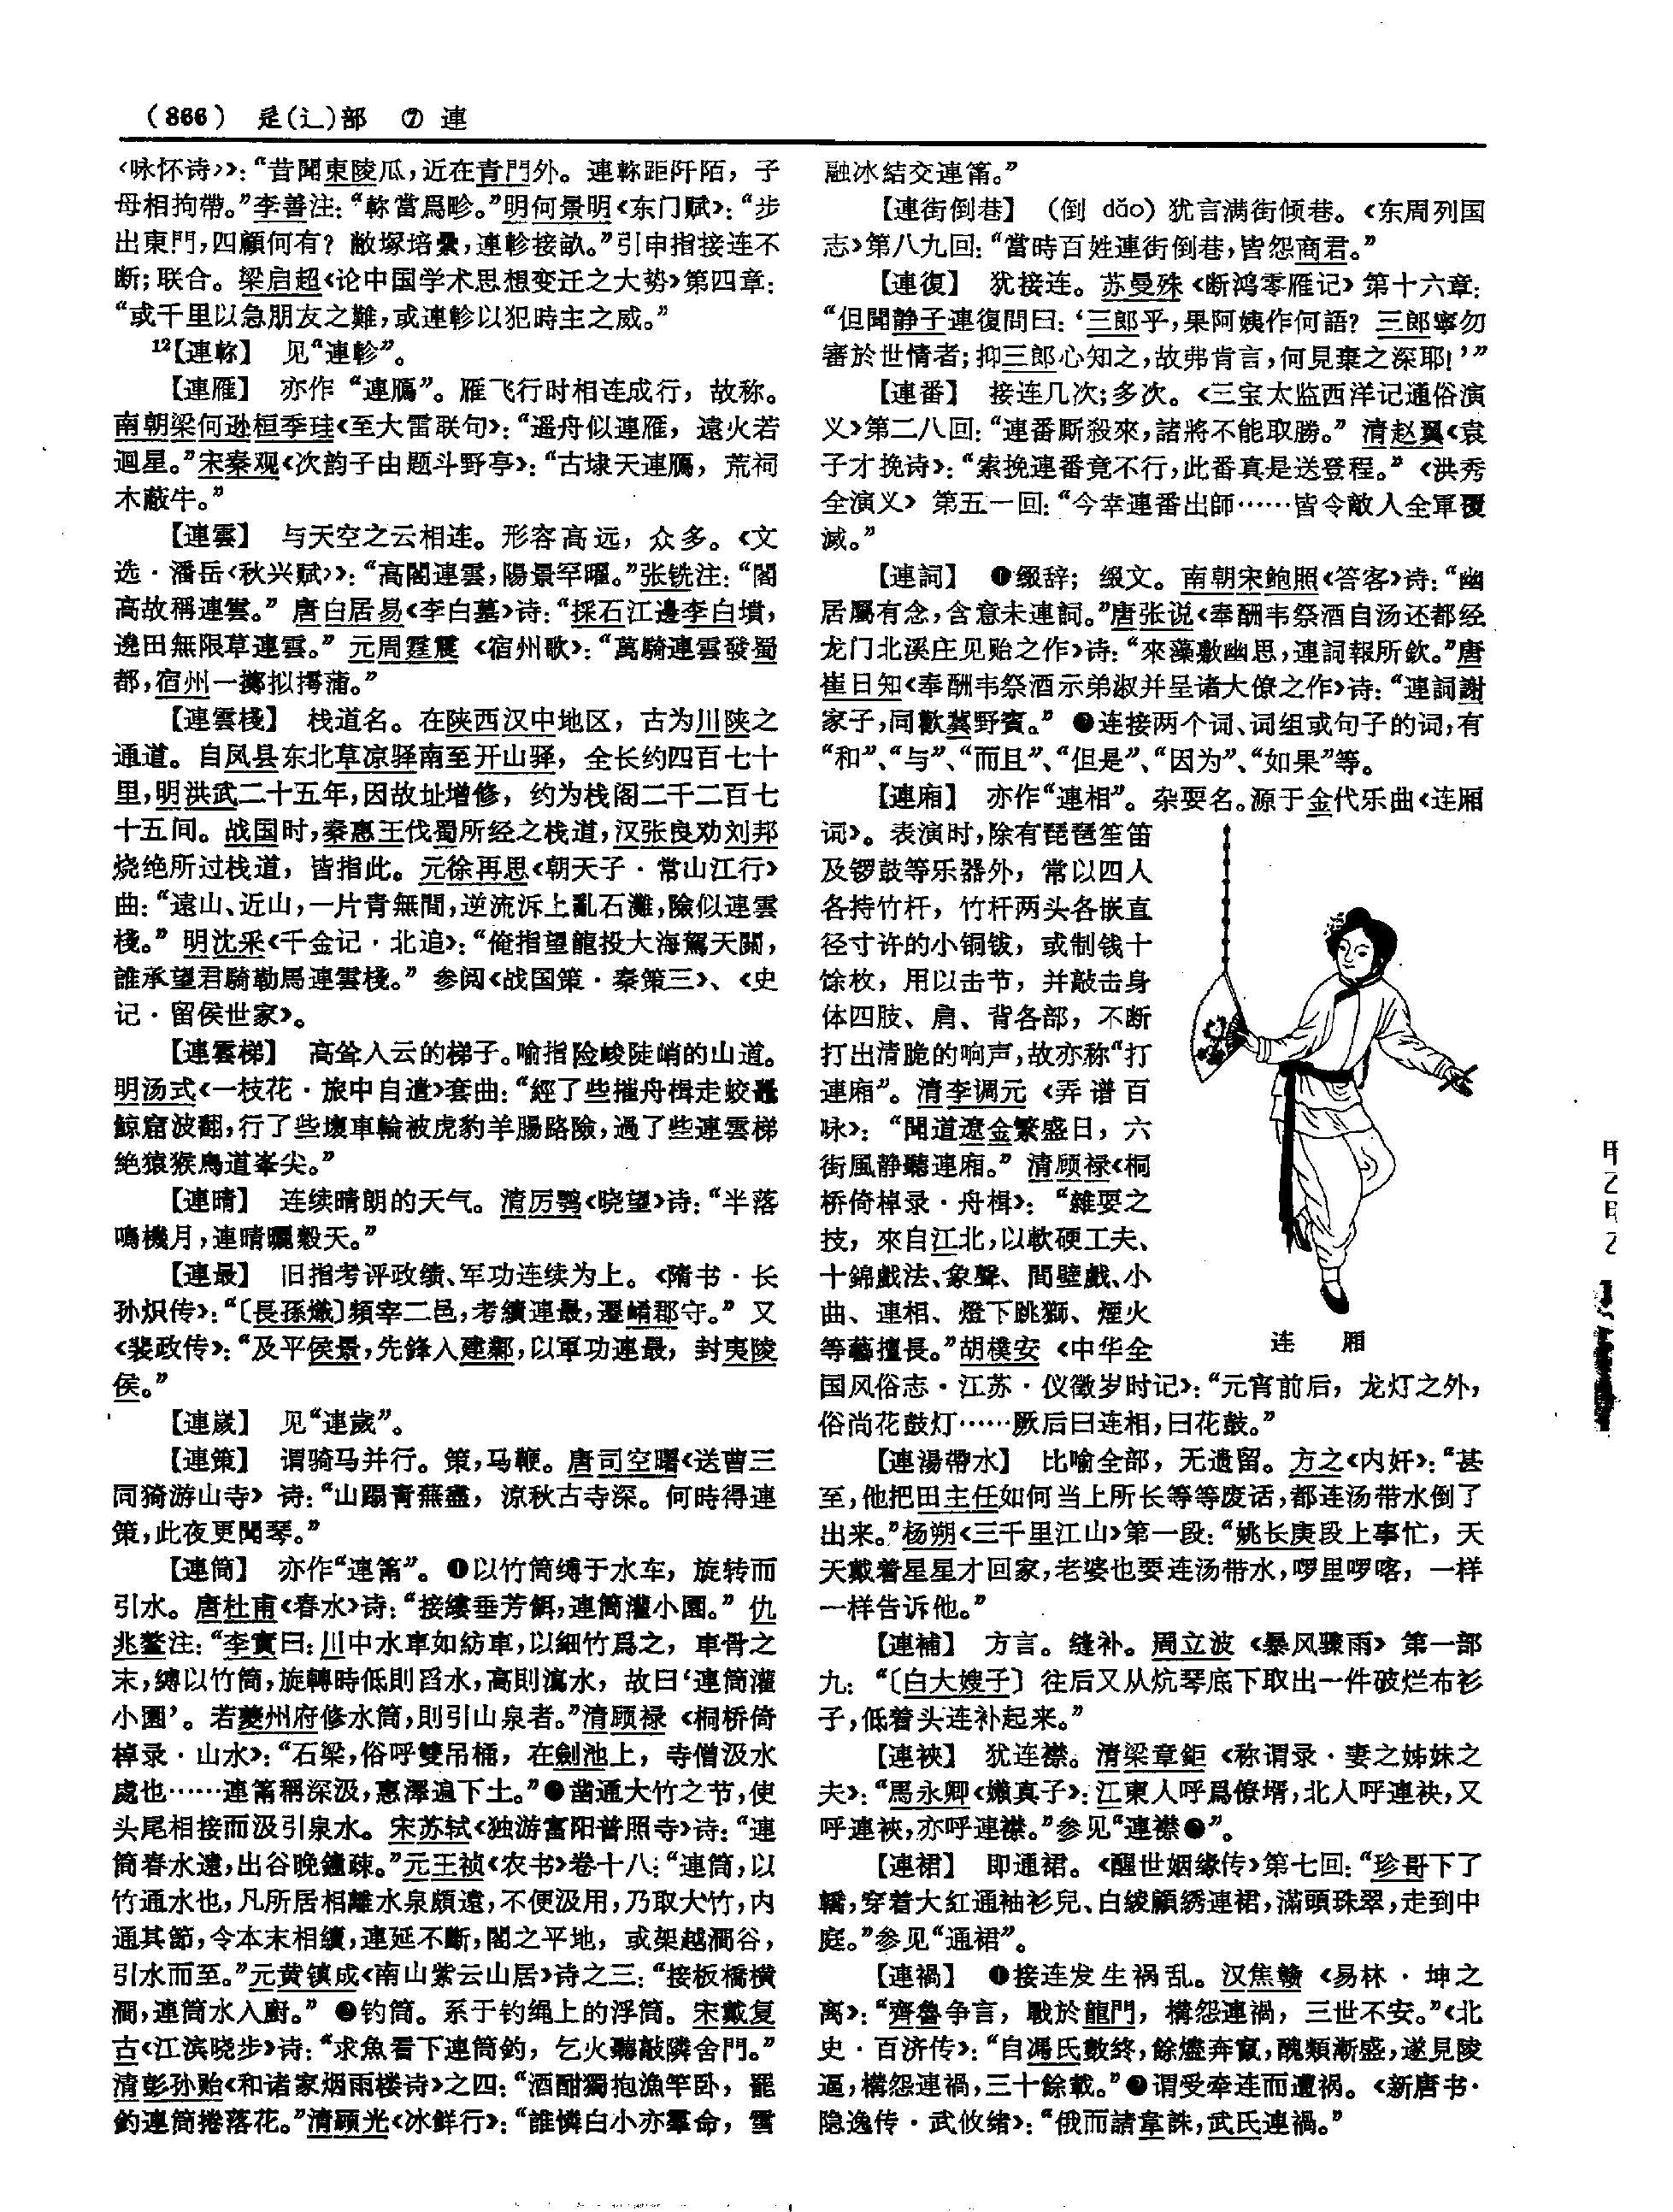 （866） 辵(辶)部 ⑦ 連
〈咏怀诗〉》：“昔聞東陵瓜，近在青門外。連軫距阡陌，子
母相拘帶。”李善注：“軫當爲畛。”明何景明《东门赋》：“步
出東門，四顧何有？敝塚培婁，連軫接畝。”引申指接连不
断；联合。梁启超《论中国学术思想变迁之大势》第四章：
“或千里以急朋友之難，或連軫以犯時主之威。”
12【連軫】 见“連軫”。
【連雁】 亦作“連鴈”。雁飞行时相连成行，故称。
南朝梁何逊桓季珪《至大雷联句》：“遥舟似連雁，遠火若
迴星。”宋秦观《次韵子由题斗野亭》：“古埭天連鴈，荒祠
木蔽牛。”
【連雲】 与天空之云相连。形容高远，众多。《文
选·潘岳〈秋兴赋〉》：“高閣連雲，陽景罕曜。”张铣注：“閣
高故稱連雲。”唐白居易《李白墓》诗：“採石江邊李白墳，
遶田無限草連雲。”元周霆震《宿州歌》：“萬騎連雲發蜀
都，宿州一擲拟摴蒲。”
【連雲棧】 栈道名。在陕西汉中地区，古为川陕之
通道。自凤县东北草凉驿南至开山驿，全长约四百七十
里，明洪武二十五年，因故址增修，约为栈阁二千二百七
十五间。战国时，秦惠王伐蜀所经之栈道，汉张良劝刘邦
烧绝所过栈道，皆指此。元徐再思《朝天子·常山江行》
曲：“遠山、近山，一片青無間，逆流泝上亂石灘，險似連雲
棧。”明沈采《千金记·北追》：“俺指望龍投大海駕天關，
誰承望君騎勒馬連雲棧。”参阅《战国策·秦策三》、《史
记·留侯世家》。
【連雲梯】 高耸入云的梯子。喻指险峻陡峭的山道。
明汤式《一枝花·旅中自遣》套曲：“經了些摧舟楫走蛟鼉
鯨窟波翻，行了些壞車輪被虎豹羊腸路險，過了些連雲梯
絶猿猴鳥道峯尖。”
【連晴】 连续晴朗的天气。清厉鹗《晓望》诗：“半落
鳴機月，連晴曬穀天。”
【連最】 旧指考评政绩、军功连续为上。《隋书·长
孙炽传》：“〔長孫熾〕頻宰二邑，考績連最，遷崤郡守。”又
《裴政传》：“及平侯景，先鋒入建鄴，以軍功連最，封夷陵
侯。”
【連嵗】 见“連歲”。
【連策】 谓骑马并行。策，马鞭。唐司空曙《送曹三
同猗游山寺》诗：“山蹋青蕪盡，涼秋古寺深。何時得連
策，此夜更聞琴。”
【連筒】 亦作“連筩”。❶以竹筒缚于水车，旋转而
引水。唐杜甫《春水》诗：“接縷垂芳餌，連筒灌小園。”仇
兆鳌注：“李實曰：川中水車如紡車，以細竹爲之，車骨之
末，縛以竹筒，旋轉時低則舀水，高則瀉水，故曰‘連筒灌
小園’。若夔州府修水筒，則引山泉者。”清顾禄《桐桥倚
棹录·山水》：“石梁，俗呼雙吊桶，在劍池上，寺僧汲水
處也……連筩稱深汲，惠澤遍下土。”❷凿通大竹之节，使
头尾相接而汲引泉水。宋苏轼《独游富阳普照寺》诗：“連
筒春水遠，出谷晚鐘疎。”元王祯《农书》卷十八：“連筒，以
竹通水也，凡所居相離水泉頗遠，不便汲用，乃取大竹，内
通其節，令本末相續，連延不斷，閣之平地，或架越澗谷，
引水而至。”元黄镇成《南山紫云山居》诗之三：“接板橋横
澗，連筒水入廚。”❸钓筒。系于钓绳上的浮筒。宋戴复
古《江滨晓步》诗：“求魚看下連筒釣，乞火聽敲隣舍門。”
清彭孙贻《和诸家烟雨楼诗》之四：“酒酣獨抱漁竿卧，罷
釣連筒捲落花。”清顾光《冰鲜行》：“誰憐白小亦羣命，雪
融冰結交連筩。”
【連街倒巷】（倒 dǎo）犹言满街倾巷。《东周列国
志》第八九回：“當時百姓連街倒巷，皆怨商君。”
【連復】 犹接连。苏曼殊《断鸿零雁记》第十六章：
“但聞静子連復問曰：‘三郎乎，果阿姨作何語？三郎寧勿
審於世情者；抑三郎心知之，故弗肯言，何見棄之深耶！’”
【連番】 接连几次；多次。《三宝太监西洋记通俗演
义》第二八回：“連番厮殺來，諸將不能取勝。”清赵翼《袁
子才挽诗》：“索挽連番竟不行，此番真是送登程。”《洪秀
全演义》第五一回：“今幸連番出師……皆令敵人全軍覆
滅。”
【連詞】 ❶缀辞；缀文。南朝宋鲍照《答客》诗：“幽
居屬有念，含意未連詞。”唐张说《奉酬韦祭酒自汤还都经
龙门北溪庄见贻之作》诗：“來藻敷幽思，連詞報所欽。”唐
崔日知《奉酬韦祭酒示弟淑并呈诸大僚之作》诗：“連詞謝
家子，同歡冀野賓。”❷连接两个词、词组或句子的词，有
“和”、“与”、“而且”、“但是”、“因为”、“如果”等。
【連廂】 亦作“連相”。杂耍名。源于金代乐曲《连厢
词》。表演时，除有琵琶笙笛
及锣鼓等乐器外，常以四人
各持竹杆，竹杆两头各嵌直
径寸许的小铜钹，或制钱十
馀枚，用以击节，并敲击身
体四肢、肩、背各部，不断
打出清脆的响声，故亦称“打
連廂”。清李调元《弄谱百
咏》：“聞道遼金繁盛日，六
街風静聽連廂。”清顾禄《桐
桥倚棹录·舟楫》：“雜耍之
技，來自江北，以軟硬工夫、
十錦戲法、象聲、間壁戲、小
曲、連相、燈下跳獅、煙火
等藝擅長。”胡樸安《中华全
连 厢
国风俗志·江苏·仪徵岁时记》：“元宵前后，龙灯之外，
俗尚花鼓灯……厥后曰连相，曰花鼓。”
【連湯帶水】 比喻全部，无遗留。方之《内奸》：“甚
至，他把田主任如何当上所长等等废话，都连汤带水倒了
出来。”杨朔《三千里江山》第一段：“姚长庚段上事忙，天
天戴着星星才回家，老婆也要连汤带水，啰里啰喀，一样
一样告诉他。”
【連補】 方言。缝补。周立波《暴风骤雨》第一部
九：“〔白大嫂子〕往后又从炕琴底下取出一件破烂布衫
子，低着头连补起来。”
【連袂】 犹连襟。清梁章鉅《称谓录·妻之姊妹之
夫》：“馬永卿《嬾真子》：江東人呼爲僚壻，北人呼連袂，又
呼連袂，亦呼連襟。”参见“連襟❷”。
【連裙】 即通裙。《醒世姻缘传》第七回：“珍哥下了
轎，穿着大紅通袖衫兒、白綾顧綉連裙，滿頭珠翠，走到中
庭。”参见“通裙”。
【連禍】 ❶接连发生祸乱。汉焦赣《易林·坤之
离》：“齊魯争言，戰於龍門，構怨連禍，三世不安。”《北
史·百济传》：“自馮氏數終，餘燼奔竄，醜類漸盛，遂見陵
逼，構怨連禍，三十餘載。”❷谓受牵连而遭祸。《新唐书·
隐逸传·武攸绪》：“俄而諸韋誅，武氏連禍。”